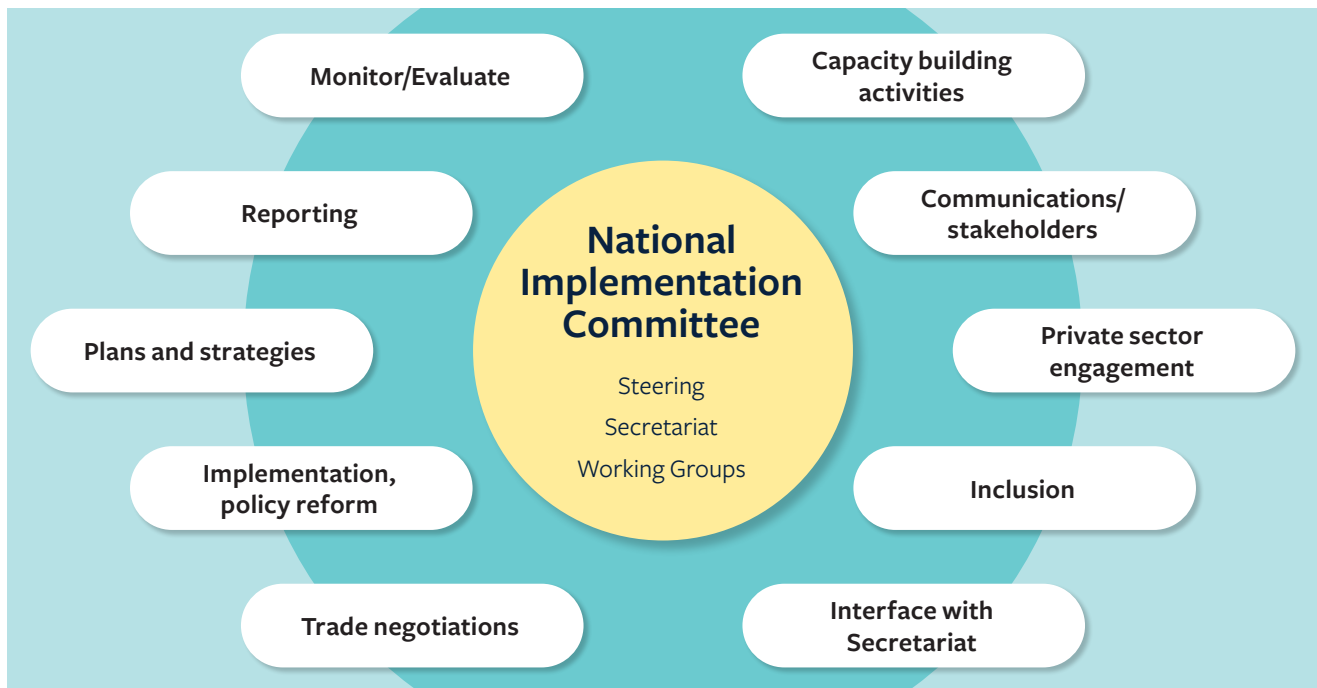 Monitor/Evaluate
Capacity building
activities
Reporting
Communications/
stakeholders
National
Implementation
Committee
Steering
Secretariat
Working Groups
Plans and strategies
Private sector
engagement
Implementation,
policy reform
Inclusion
Trade negotiations
Interface with
Secretariat